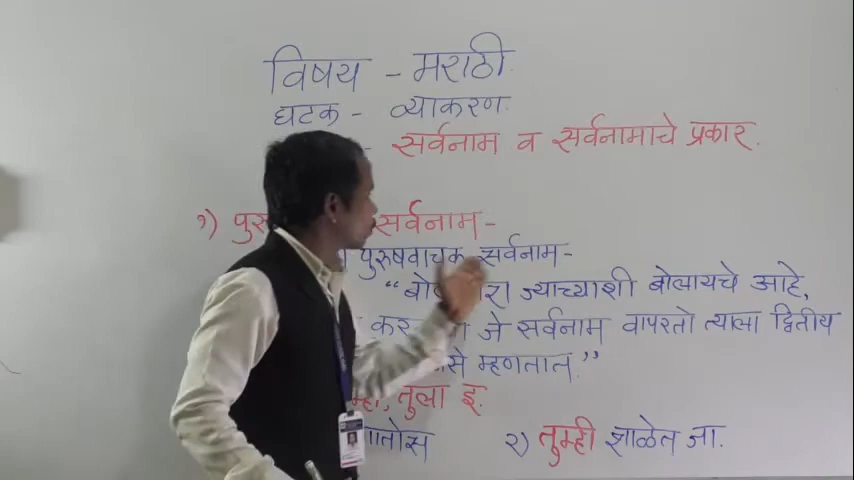 विषय - मराठी.
घटक - व्याकरण.
- सर्वनाम व सर्वनामाचे प्रकार.
१) सर्वनाम -
पुरुषवाचक सर्वनाम -
ज्याच्याशी बोलायचे आहे,
जे सर्वनाम वापरतो त्याला द्वितीय
म्हणतात."
तुला इ.
२) तुम्ही शाळेत जा.